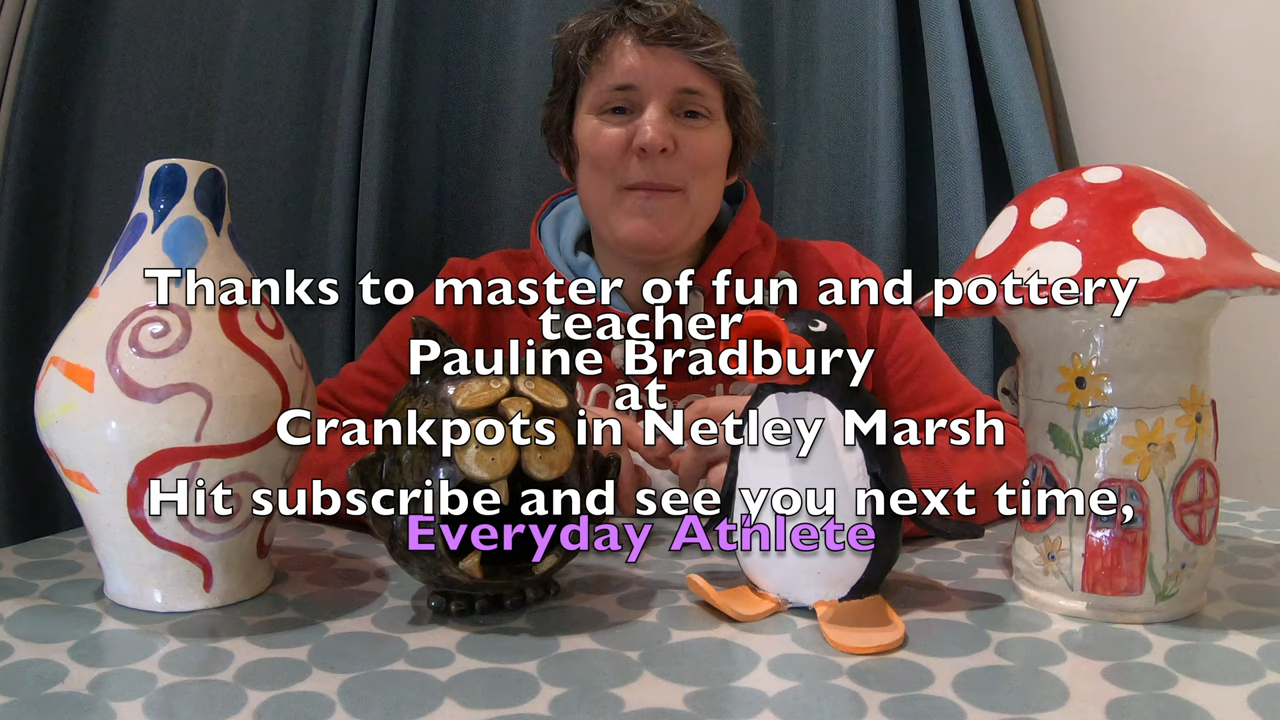 Thanks to master of fun and pottery
teacher
Pauline Bradbury
at
Crankpots in Netley Marsh
Hit subscribe and see you next time,
Everyday Athlete